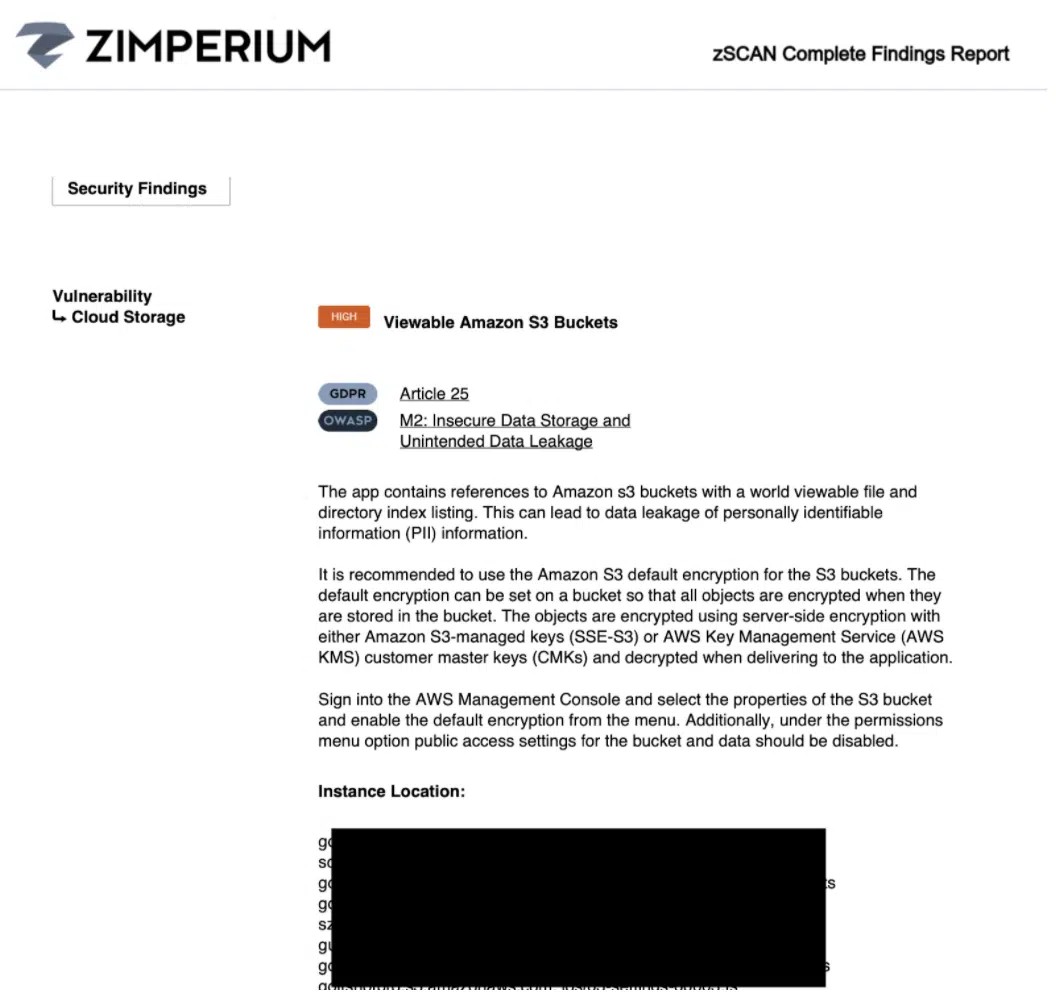 ZIMPERIUM
zSCAN Complete Findings Report
Security Findings
Vulnerability
↳ Cloud Storage
HIGH
Viewable Amazon S3 Buckets
GDPR
Article 25
OWASP
M2: Insecure Data Storage and
Unintended Data Leakage
The app contains references to Amazon s3 buckets with a world viewable file and
directory index listing. This can lead to data leakage of personally identifiable
information (PII) information.
It is recommended to use the Amazon S3 default encryption for the S3 buckets. The
default encryption can be set on a bucket so that all objects are encrypted when they
are stored in the bucket. The objects are encrypted using server-side encryption with
either Amazon S3-managed keys (SSE-S3) or AWS Key Management Service (AWS
KMS) customer master keys (CMKs) and decrypted when delivering to the application.
Sign into the AWS Management Console and select the properties of the S3 bucket
and enable the default encryption from the menu. Additionally, under the permissions
menu option public access settings for the bucket and data should be disabled.
Instance Location: